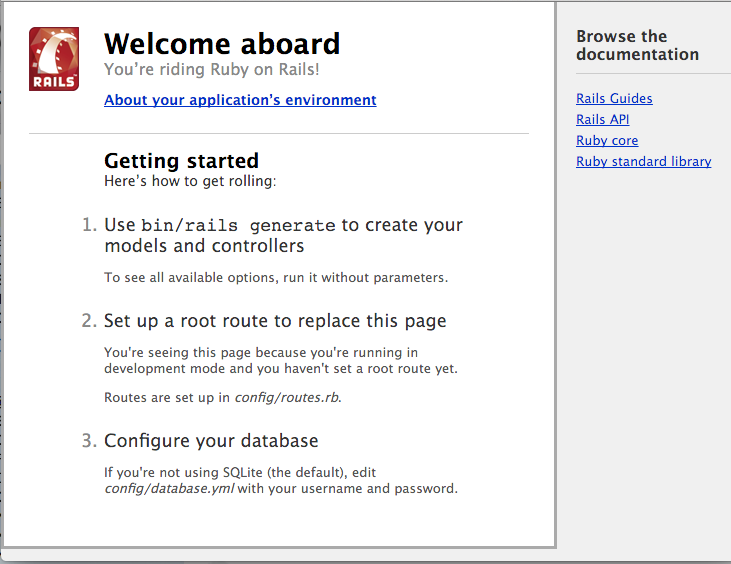 RAILS
Welcome aboard
You’re riding Ruby on Rails!
About your application’s environment
Getting started
Here’s how to get rolling:
1. Use bin/rails generate to create your
models and controllers
To see all available options, run it without parameters.
2. Set up a root route to replace this page
You're seeing this page because you're running in
development mode and you haven't set a root route yet.
Routes are set up in config/routes.rb.
3. Configure your database
If you're not using SQLite (the default), edit
config/database.yml with your username and password.
Browse the
documentation
Rails Guides
Rails API
Ruby core
Ruby standard library